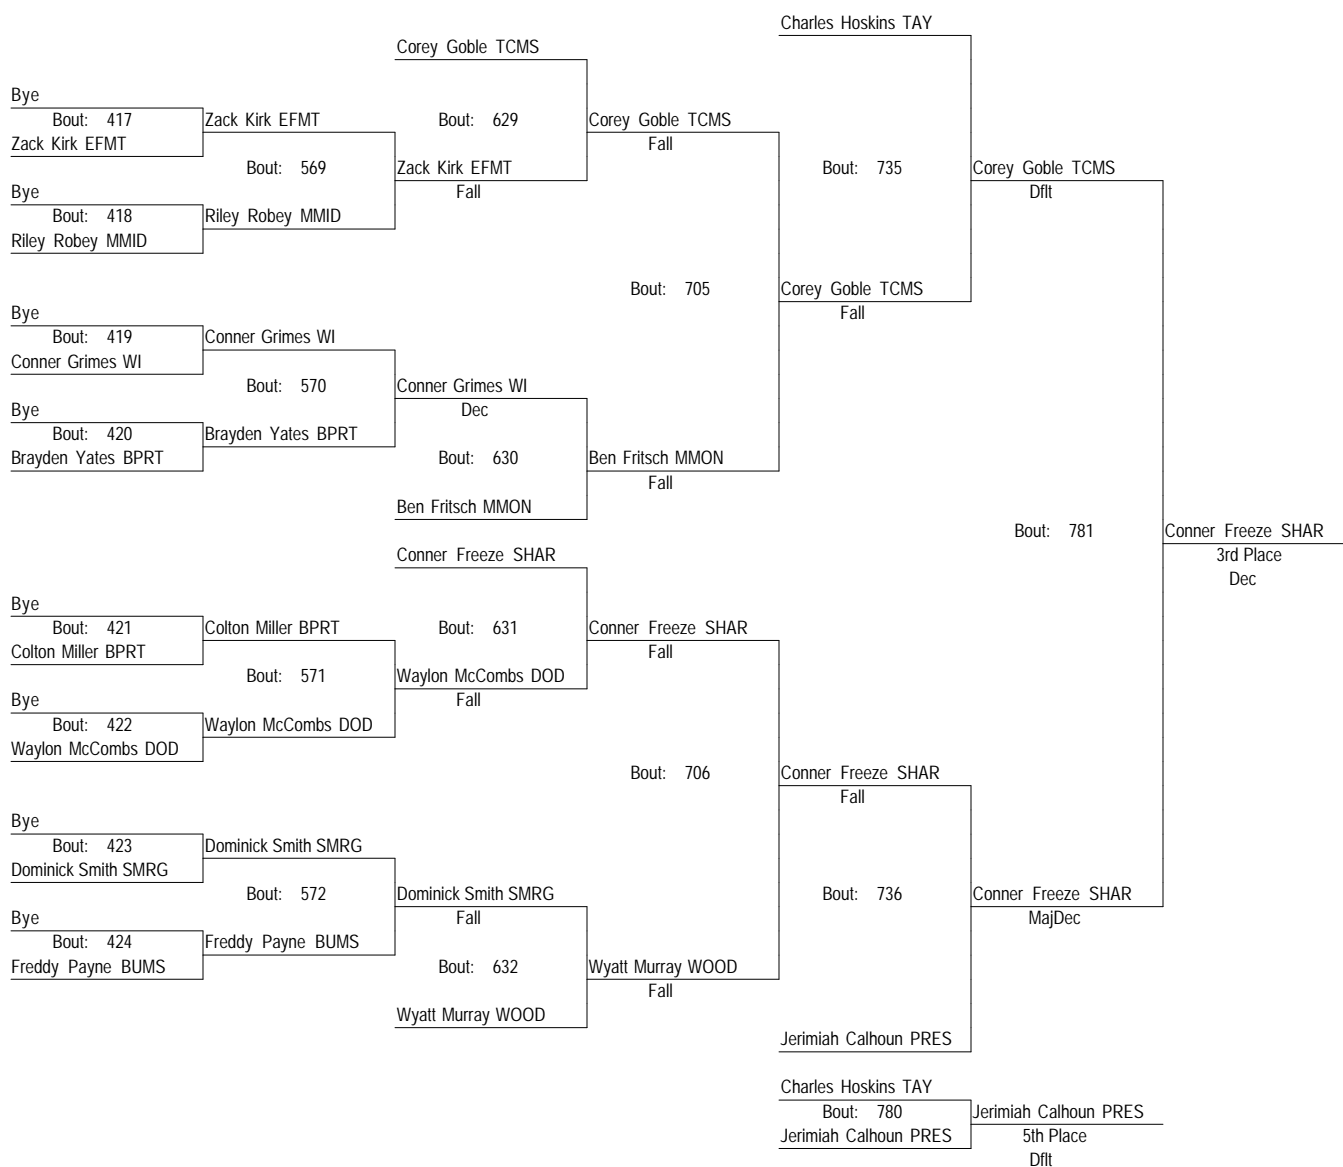 Charles Hoskins TAY
Corey Goble TCMS
Bye
Bout: 417
Zack Kirk EFMT
Zack Kirk EFMT
Bout: 629
Corey Goble TCMS
Fall
Bout: 569
Zack Kirk EFMT
Fall
Bout: 735
Corey Goble TCMS
Dflt
Bye
Bout: 418
Riley Robey MMID
Riley Robey MMID
Bout: 705
Corey Goble TCMS
Fall
Bye
Bout: 419
Conner Grimes WI
Conner Grimes WI
Bout: 570
Conner Grimes WI
Dec
Bye
Bout: 420
Brayden Yates BPRT
Brayden Yates BPRT
Bout: 630
Ben Fritsch MMON
Fall
Ben Fritsch MMON
Bout: 781
Conner Freeze SHAR
3rd Place
Dec
Conner Freeze SHAR
Bye
Bout: 421
Colton Miller BPRT
Colton Miller BPRT
Bout: 631
Conner Freeze SHAR
Fall
Bout: 571
Waylon McCombs DOD
Fall
Bye
Bout: 422
Waylon McCombs DOD
Waylon McCombs DOD
Bout: 706
Conner Freeze SHAR
Fall
Bye
Bout: 423
Dominick Smith SMRG
Dominick Smith SMRG
Bout: 572
Dominick Smith SMRG
Fall
Bout: 736
Conner Freeze SHAR
MajDec
Bye
Bout: 424
Freddy Payne BUMS
Freddy Payne BUMS
Bout: 632
Wyatt Murray WOOD
Fall
Wyatt Murray WOOD
Jerimiah Calhoun PRES
Charles Hoskins TAY
Bout: 780
Jerimiah Calhoun PRES
Jerimiah Calhoun PRES
5th Place
Dflt